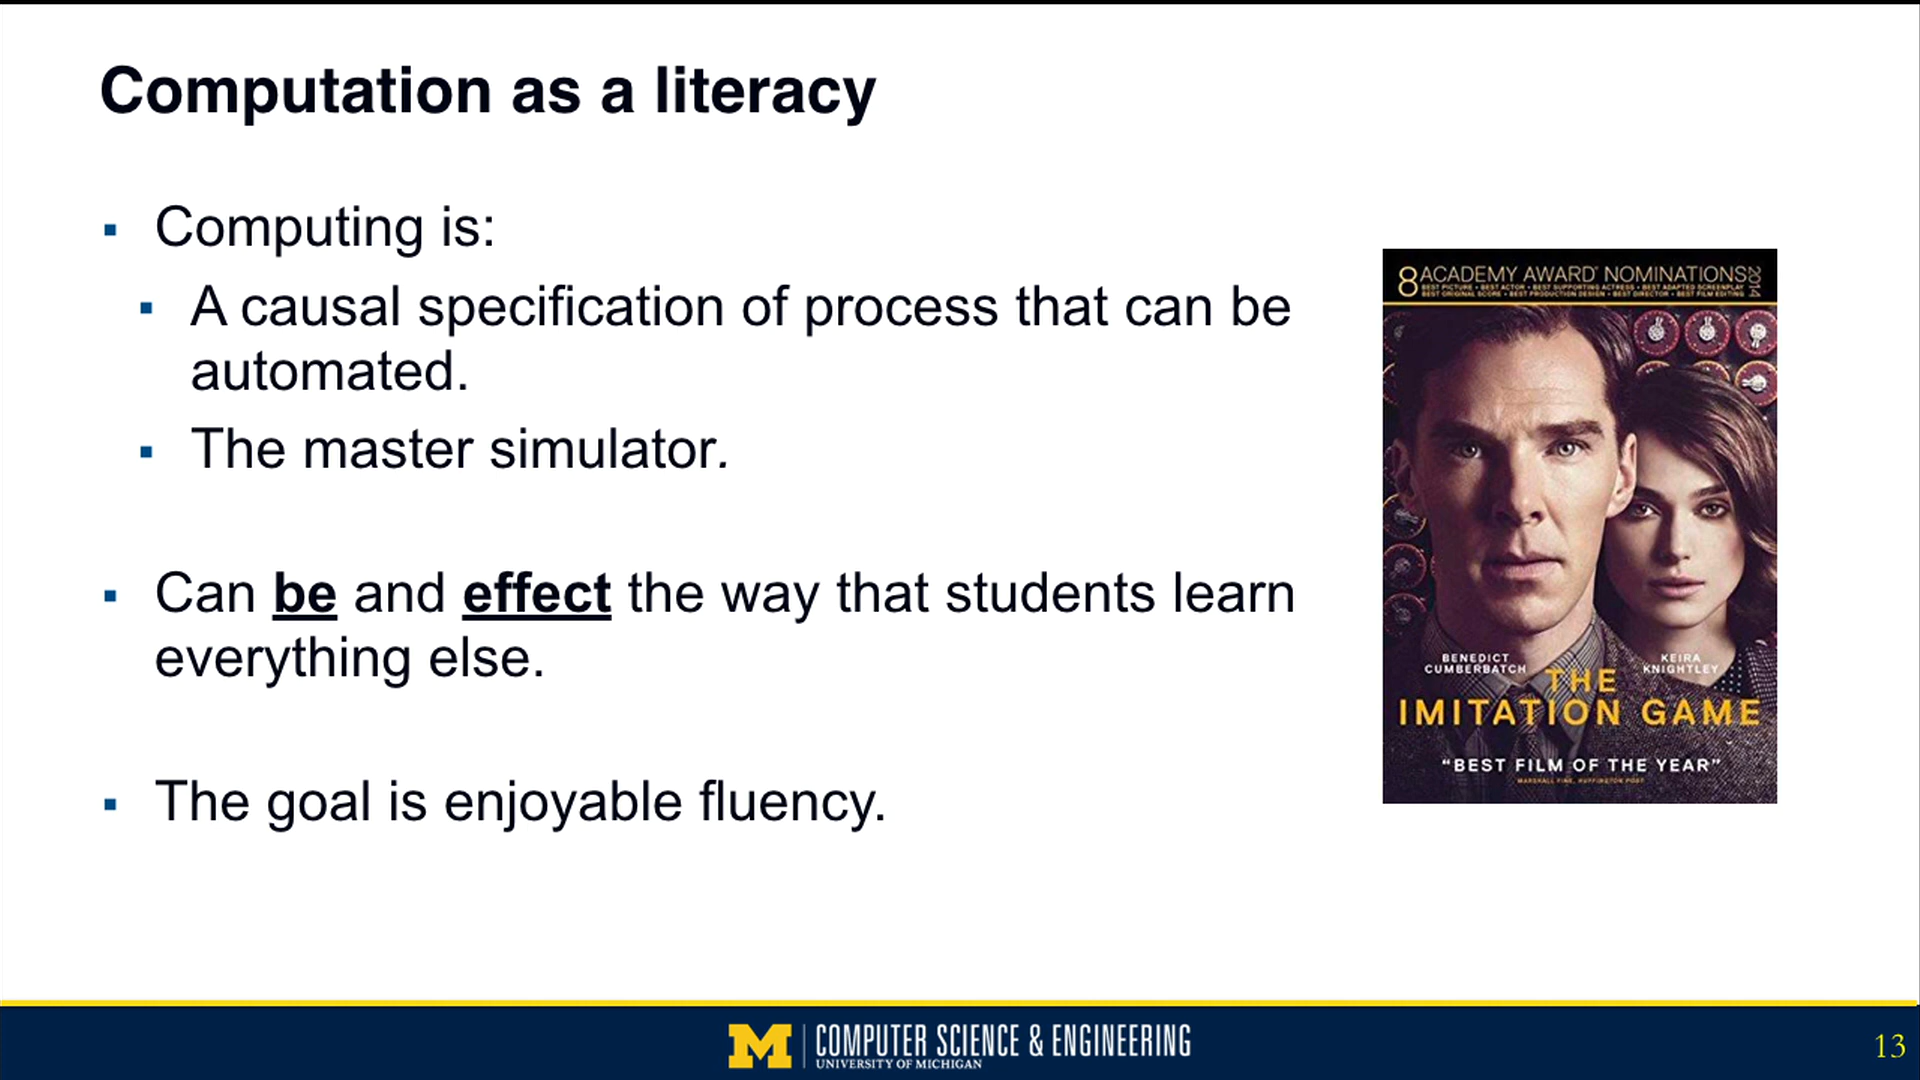 Computation as a literacy
Computing is:
A causal specification of process that can be
automated.
The master simulator.
Can be and effect the way that students learn
everything else.
The goal is enjoyable fluency.
8 ACADEMY AWARD NOMINATIONS 2014
BEST PICTURE • BEST ACTOR • BEST SUPPORTING ACTRESS • BEST ADAPTED SCREENPLAY
BEST ORIGINAL SCORE • BEST PRODUCTION DESIGN • BEST DIRECTOR • BEST FILM EDITING
BENEDICT
CUMBERBATCH
KEIRA
KNIGHTLEY
THE
IMITATION GAME
“BEST FILM OF THE YEAR”
MARSHALL FINE, HUFFINGTON POST
M COMPUTER SCIENCE & ENGINEERING
UNIVERSITY OF MICHIGAN
13